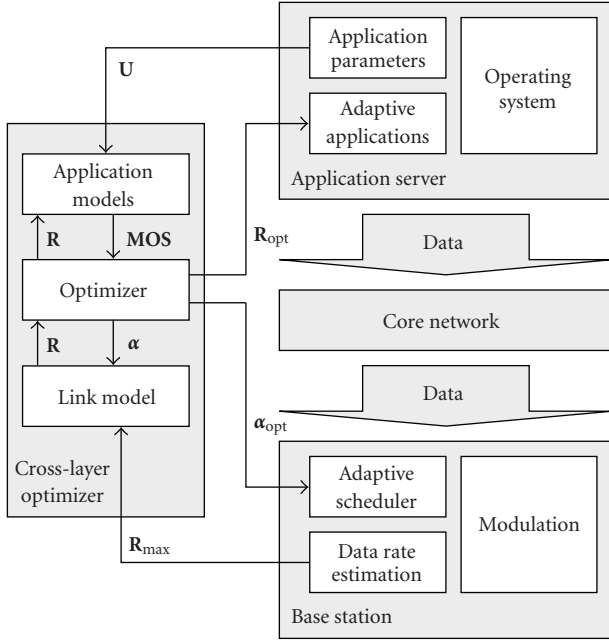 Application
parameters
Operating
system
Adaptive
applications
Application server
U
Application
models
R
MOS
Optimizer
R
α
Link model
Cross-layer
optimizer
R_opt
Data
Core network
Data
α_opt
Adaptive
scheduler
Modulation
Data rate
estimation
Base station
R_max